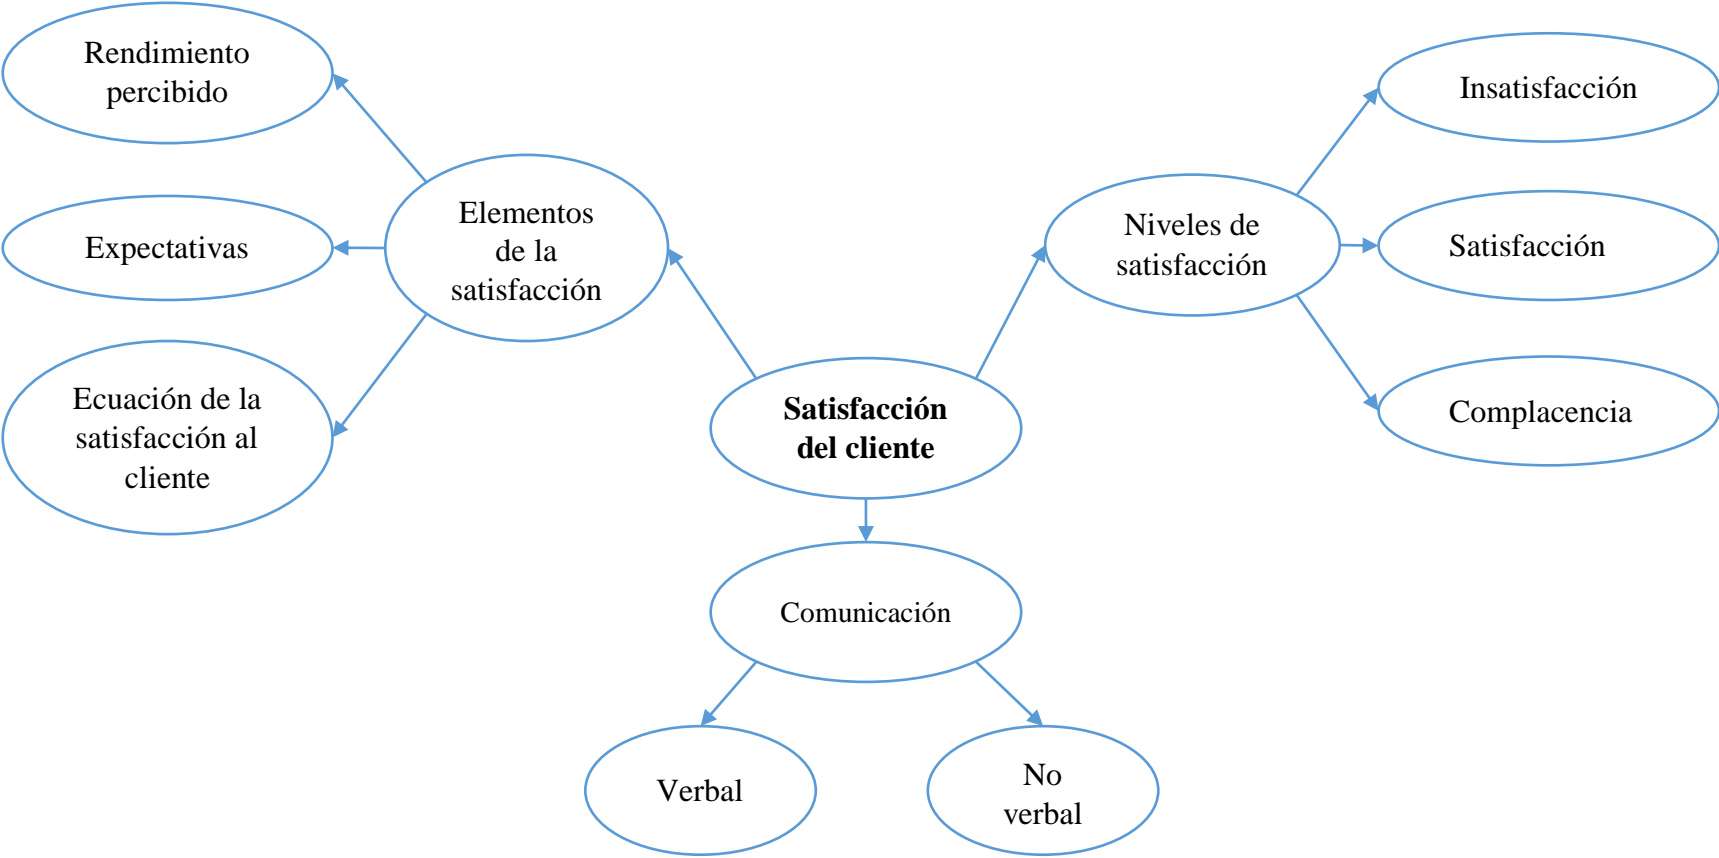 Rendimiento
percibido
Expectativas
Ecuación de la
satisfacción al
cliente
Elementos
de la
satisfacción
Satisfacción
del cliente
Niveles de
satisfacción
Insatisfacción
Satisfacción
Complacencia
Comunicación
Verbal
No
verbal